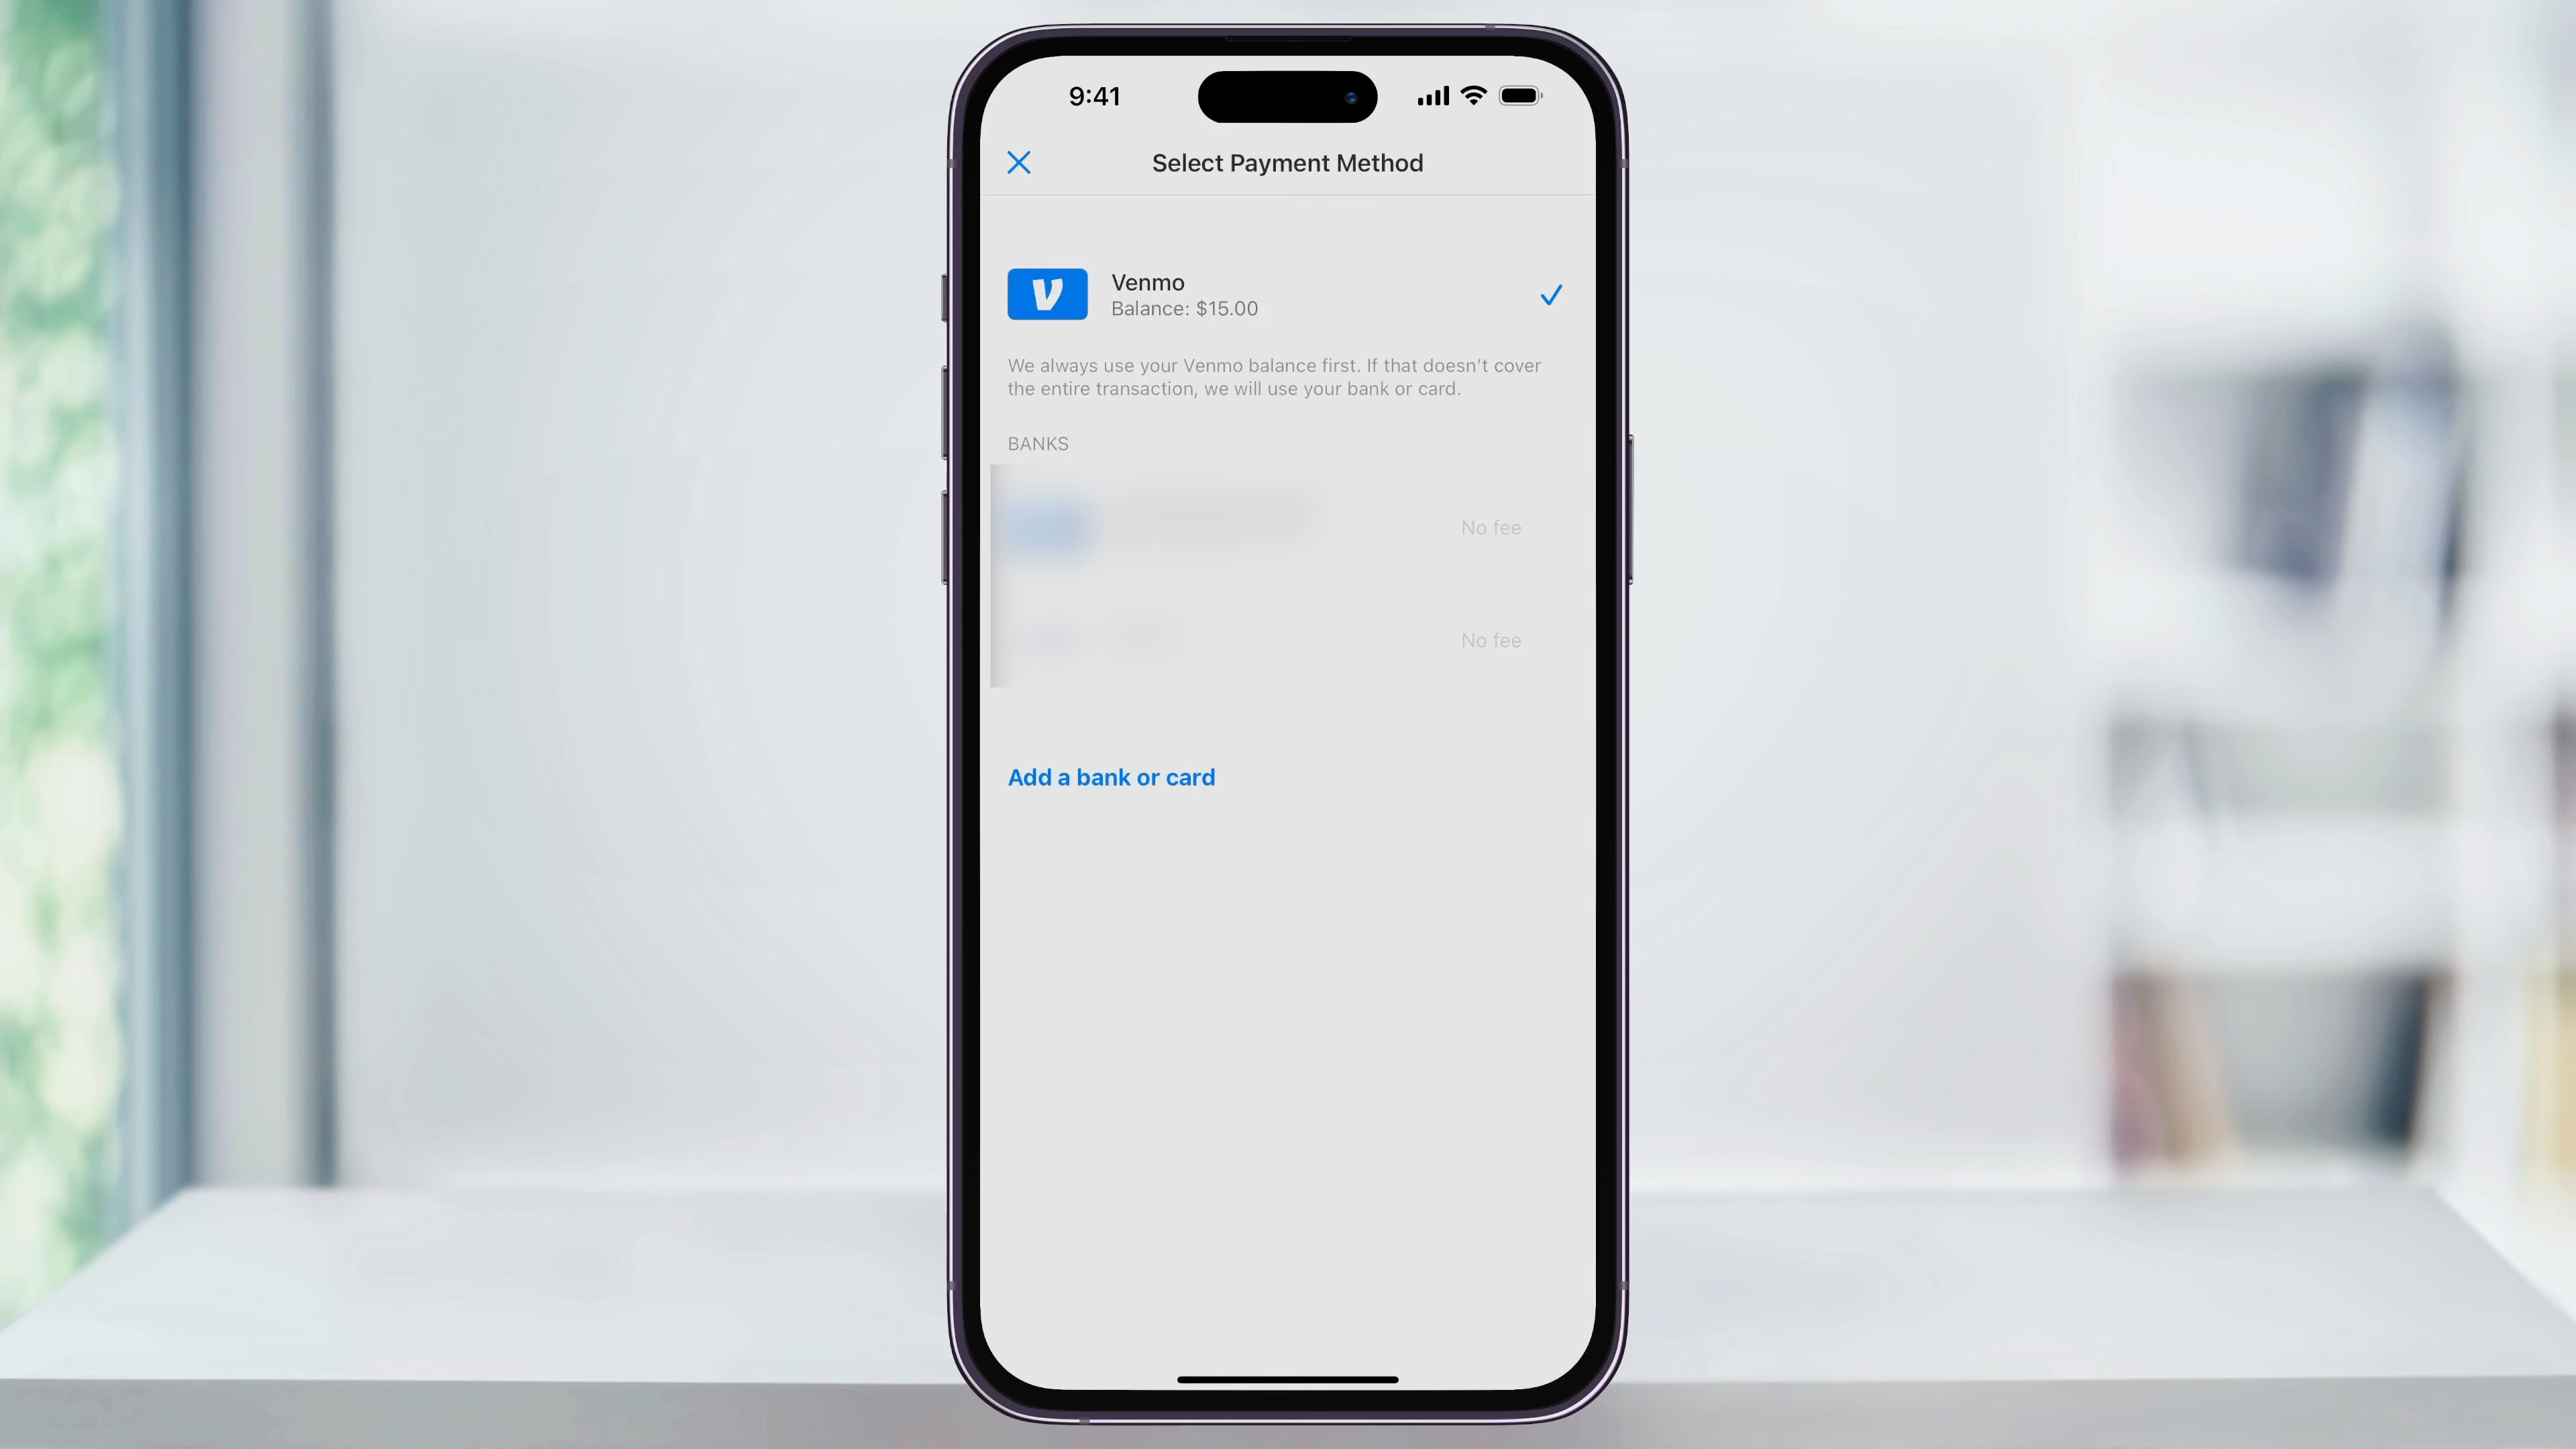 9:41
Select Payment Method
Venmo
Balance: $15.00
We always use your Venmo balance first. If that doesn't cover
the entire transaction, we will use your bank or card.
BANKS
No fee
No fee
Add a bank or card